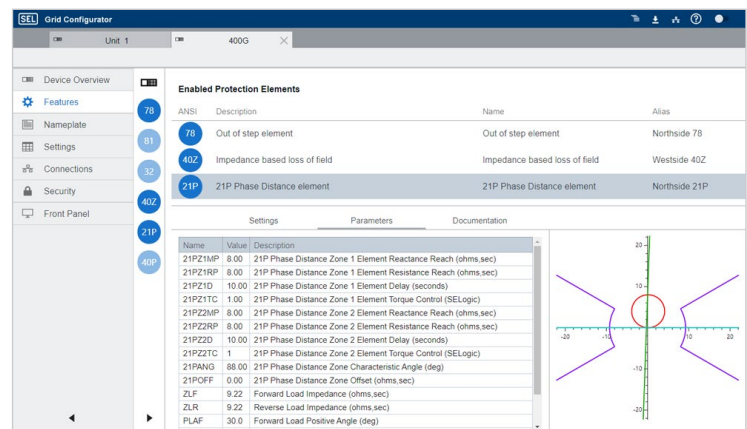 SEL Grid Configurator
Unit 1
400G
Device Overview
Features
Nameplate
Settings
Connections
Security
Front Panel
78
81
32
40Z
21P
40P
Enabled Protection Elements
ANSI Description Name Alias
78 Out of step element Out of step element Northside 78
40Z Impedance based loss of field Impedance based loss of field Westside 40Z
21P 21P Phase Distance element 21P Phase Distance element Northside 21P
Settings Parameters Documentation
Name Value Description
21PZ1MP 8.00 21P Phase Distance Zone 1 Element Reactance Reach (ohms,sec)
21PZ1RP 8.00 21P Phase Distance Zone 1 Element Resistance Reach (ohms,sec)
21PZ1D 10.00 21P Phase Distance Zone 1 Element Delay (seconds)
21PZ1TC 1.00 21P Phase Distance Zone 1 Element Torque Control (SELogic)
21PZ2MP 8.00 21P Phase Distance Zone 2 Element Reactance Reach (ohms,sec)
21PZ2RP 8.00 21P Phase Distance Zone 2 Element Resistance Reach (ohms,sec)
21PZ2D 10.00 21P Phase Distance Zone 2 Element Delay (seconds)
21PZ2TC 1 21P Phase Distance Zone 2 Element Torque Control (SELogic)
21PANG 88.00 21P Phase Distance Zone Characteristic Angle (deg)
21POFF 0.00 21P Phase Distance Zone Offset (ohms,sec)
ZLF 9.22 Forward Load Impedance (ohms,sec)
ZLR 9.22 Reverse Load Impedance (ohms,sec)
PLAF 30.0 Forward Load Positive Angle (deg)
20
10
-20 -10 10 20
-10
-20